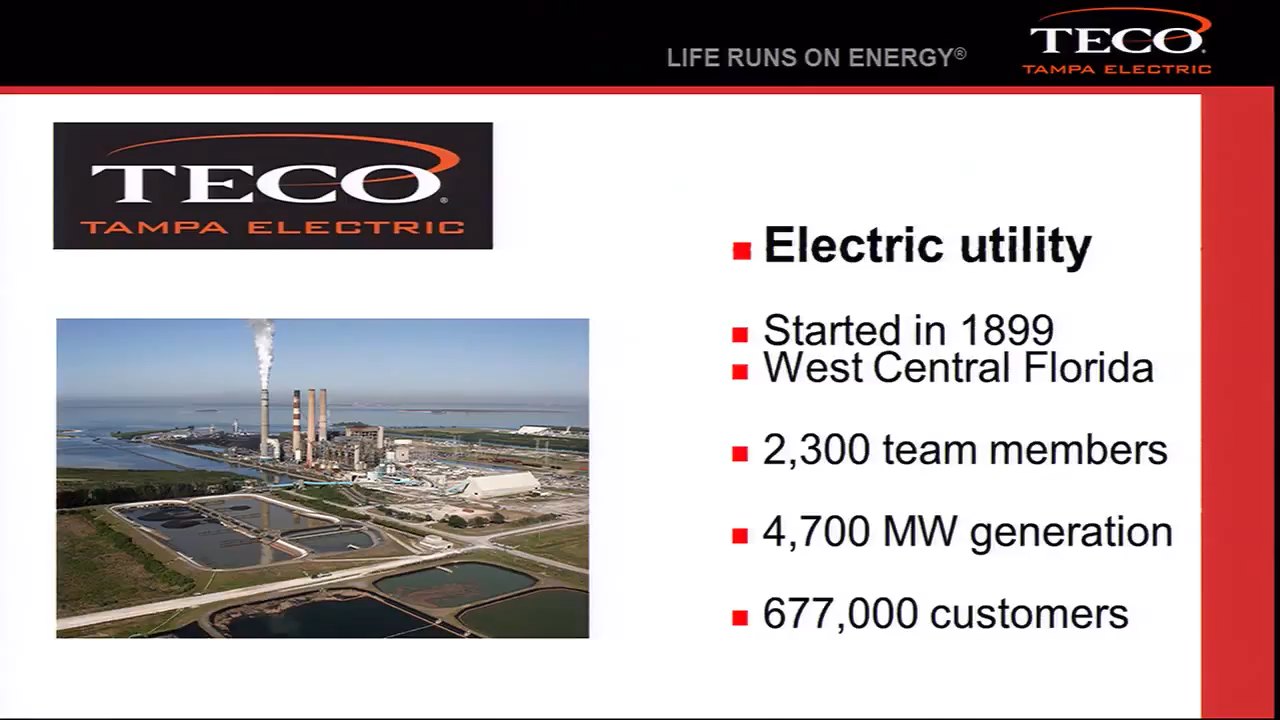 LIFE RUNS ON ENERGY®
TECO®
TAMPA ELECTRIC
TECO®
TAMPA ELECTRIC
Electric utility
Started in 1899
West Central Florida
2,300 team members
4,700 MW generation
677,000 customers